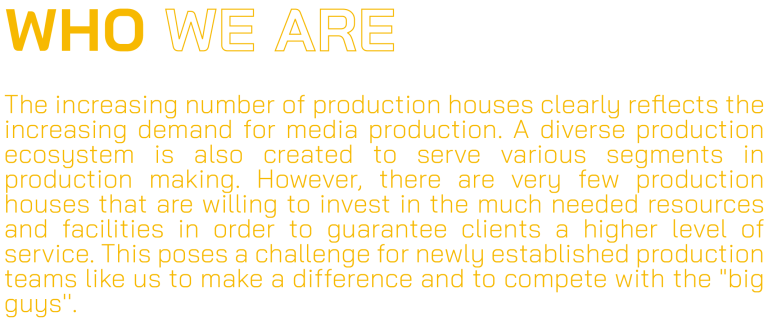 WHO WE ARE
The increasing number of production houses clearly reflects the
increasing demand for media production. A diverse production
ecosystem is also created to serve various segments in
production making. However, there are very few production
houses that are willing to invest in the much needed resources
and facilities in order to guarantee clients a higher level of
service. This poses a challenge for newly established production
teams like us to make a difference and to compete with the "big
guys".